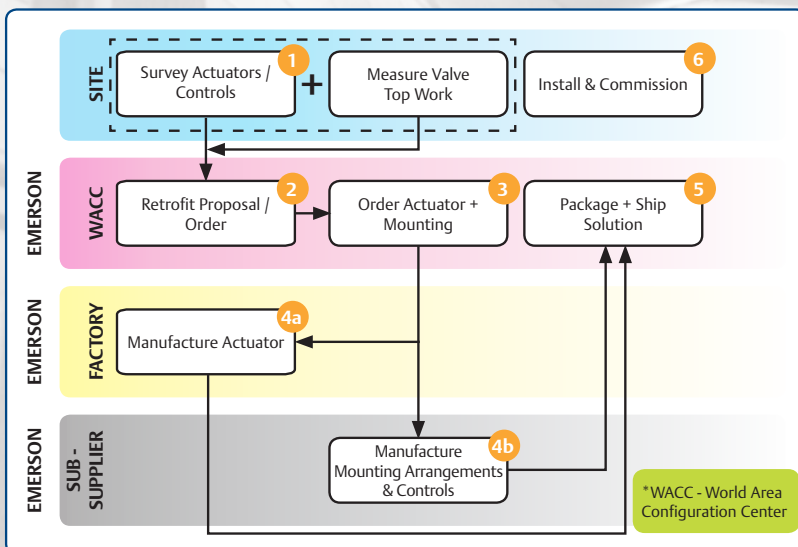 SITE
1
Survey Actuators /
Controls
+
Measure Valve
Top Work
6
Install & Commission
EMERSON
WACC
2
Retrofit Proposal /
Order
3
Order Actuator +
Mounting
5
Package + Ship
Solution
EMERSON
FACTORY
4a
Manufacture Actuator
EMERSON
SUB -
SUPPLIER
4b
Manufacture
Mounting Arrangements
& Controls
*WACC - World Area
Configuration Center